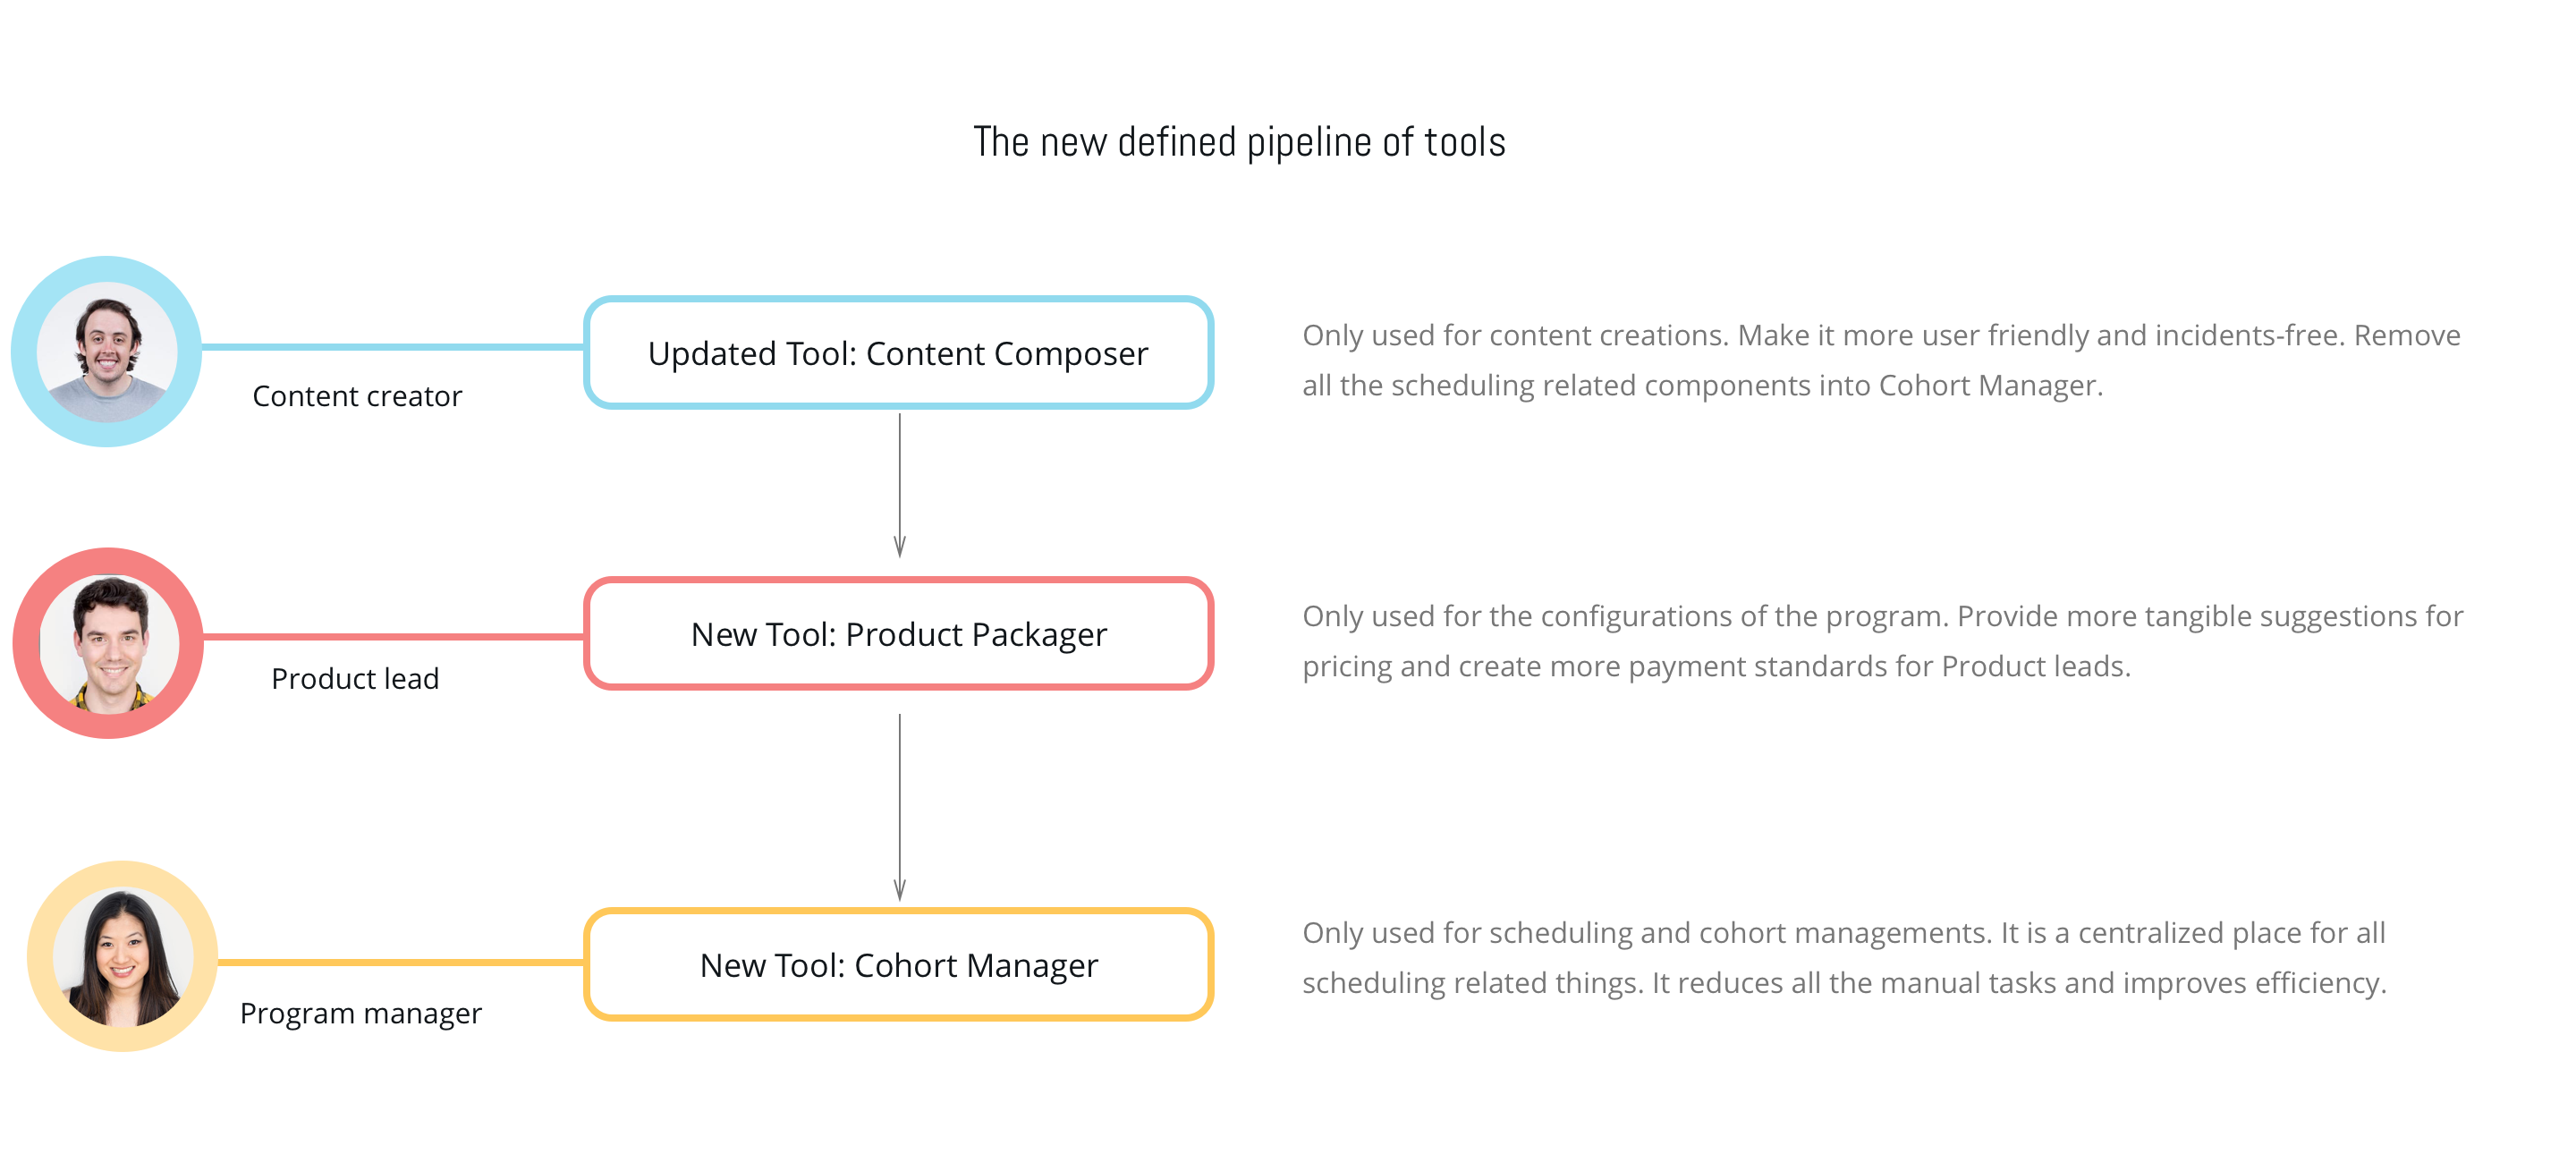 The new defined pipeline of tools
Updated Tool: Content Composer
Content creator
Only used for content creations. Make it more user friendly and incidents-free. Remove
all the scheduling related components into Cohort Manager.
New Tool: Product Packager
Product lead
Only used for the configurations of the program. Provide more tangible suggestions for
pricing and create more payment standards for Product leads.
New Tool: Cohort Manager
Program manager
Only used for scheduling and cohort managements. It is a centralized place for all
scheduling related things. It reduces all the manual tasks and improves efficiency.